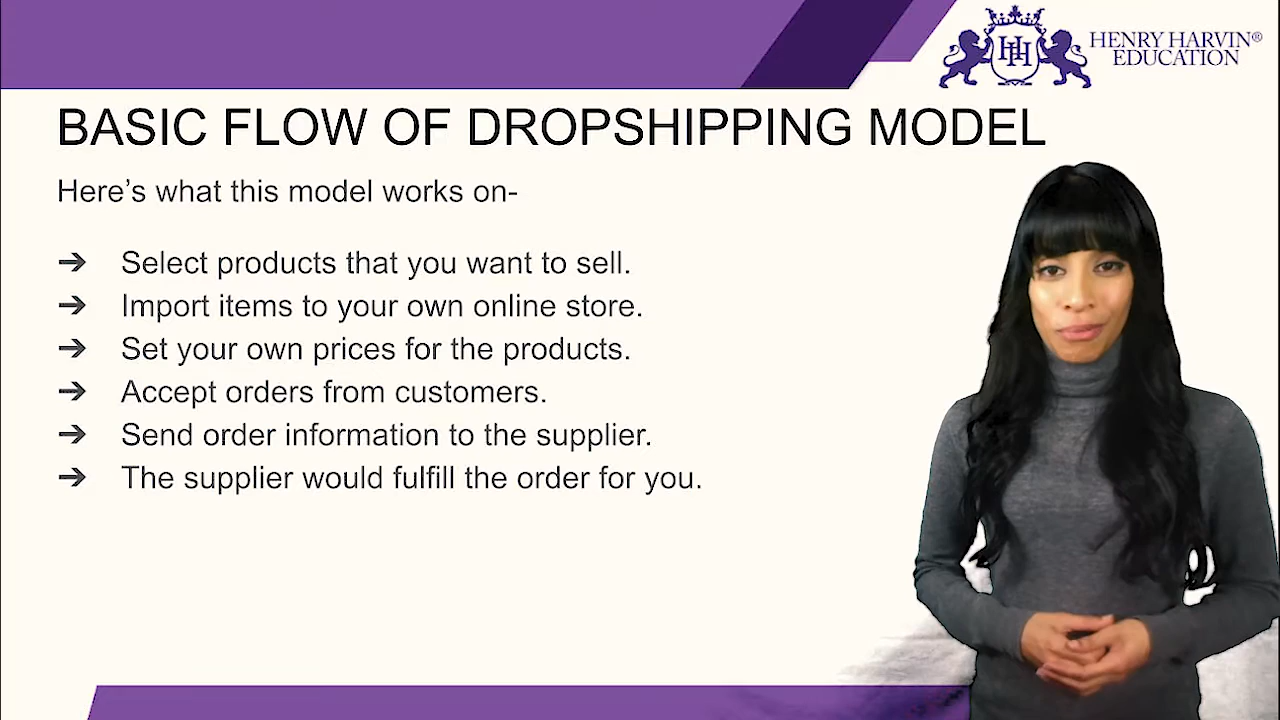 HENRY HARVIN®
EDUCATION
BASIC FLOW OF DROPSHIPPING MODEL
Here’s what this model works on-
➔ Select products that you want to sell.
➔ Import items to your own online store.
➔ Set your own prices for the products.
➔ Accept orders from customers.
➔ Send order information to the supplier.
➔ The supplier would fulfill the order for you.